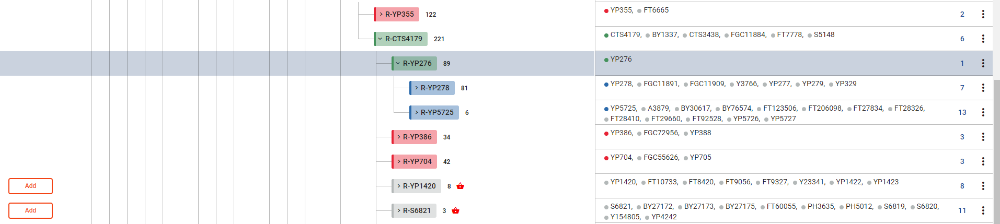 R-YP355 122 YP355, FT6665 2
R-CTS4179 221 CTS4179, BY1337, CTS3438, FGC11884, FT7778, S5148 6
R-YP276 89 YP276 1
R-YP278 81 YP278, FGC11891, FGC11909, Y3766, YP277, YP279, YP329 7
R-YP5725 6 YP5725, A3879, BY30617, BY76574, FT123506, FT206098, FT27834, FT28326, 13
FT28410, FT29660, FT92528, YP5726, YP5727
R-YP386 34 YP386, FGC72956, YP388 3
R-YP704 42 YP704, FGC55626, YP705 3
Add R-YP1420 8 YP1420, FT10733, FT8420, FT9056, FT9327, Y23341, YP1422, YP1423 8
Add R-S6821 3 S6821, BY27172, BY27173, BY27175, FT60055, PH3635, PH5012, S6819, S6820, 11
Y154805, YP4242